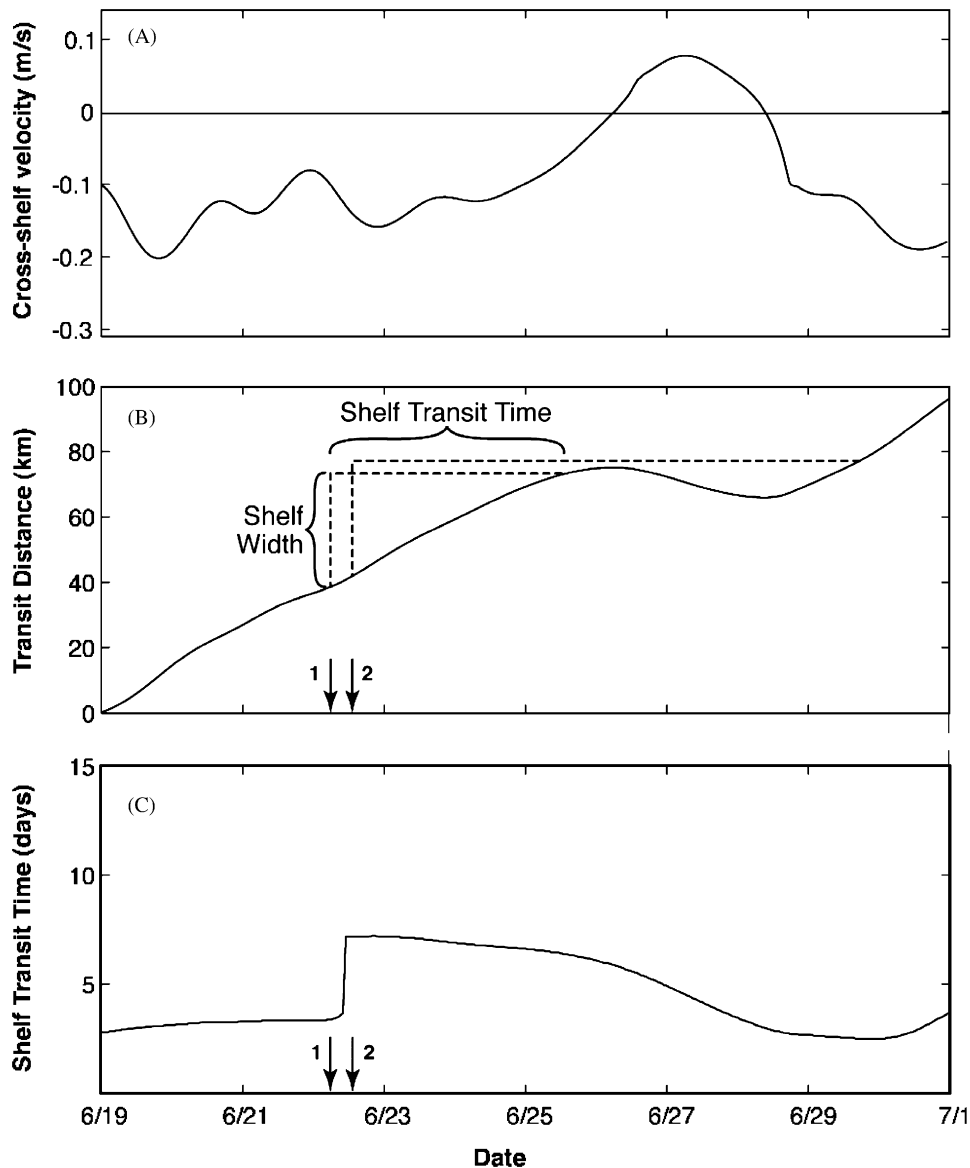 (A)
Cross-shelf velocity (m/s)
0.1
0
-0.1
-0.2
-0.3
(B)
Transit Distance (km)
100
80
60
40
20
0
Shelf Transit Time
Shelf
Width
1
2
(C)
Shelf Transit Time (days)
15
10
5
1
2
6/19
6/21
6/23
6/25
6/27
6/29
7/1
Date